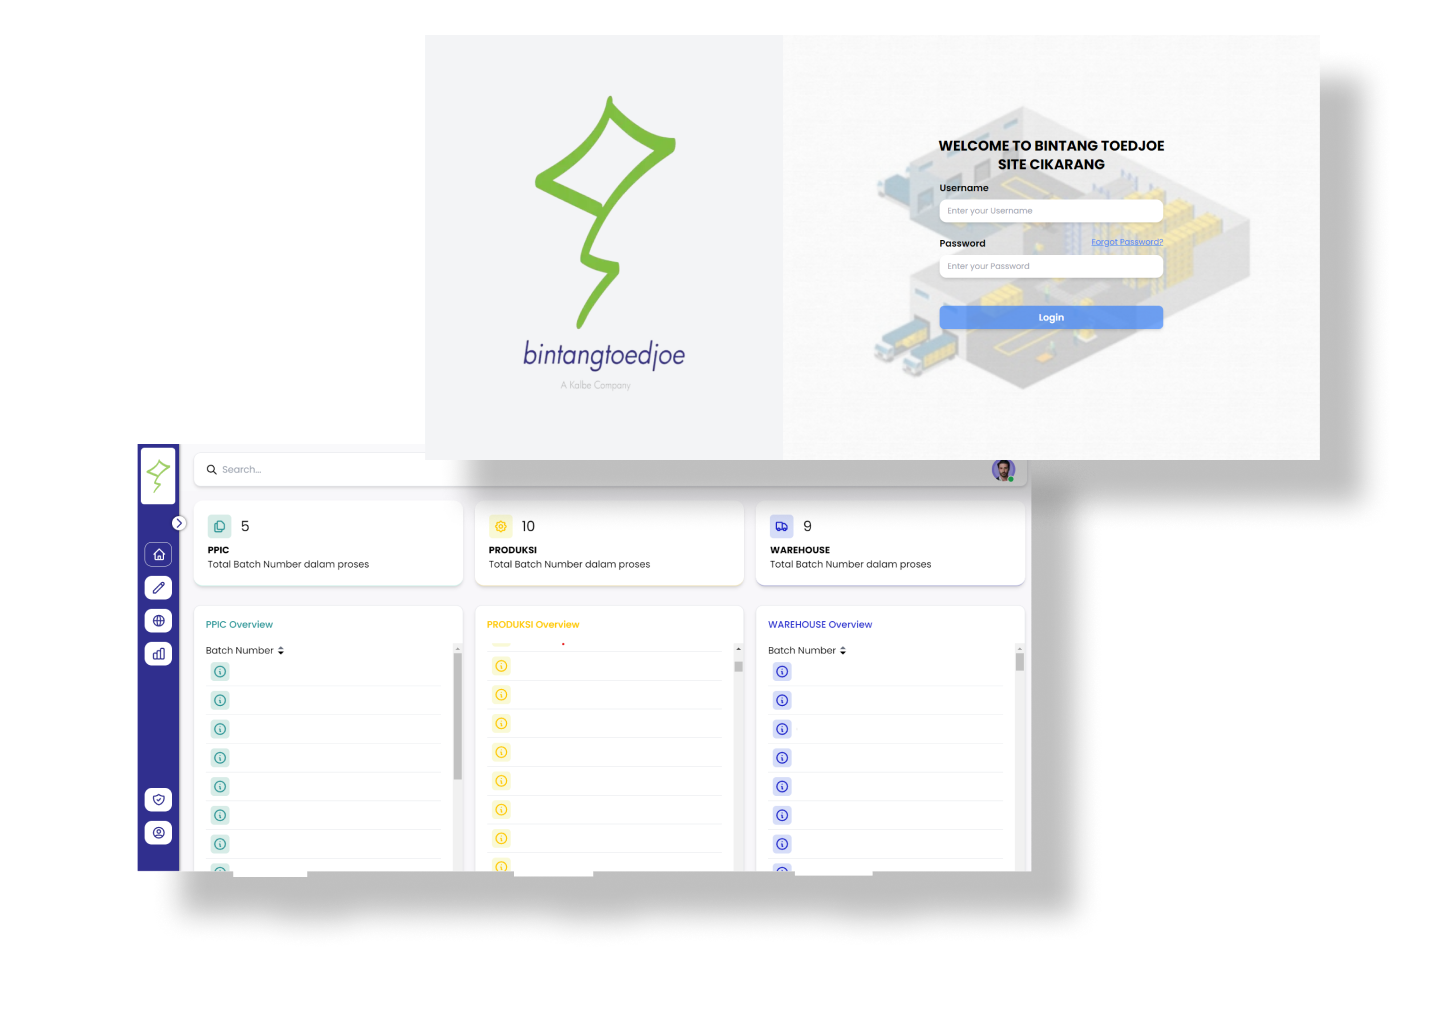 WELCOME TO BINTANG TOEDJOE
SITE CIKARANG
Username
Enter your Username
Password
Forgot Password?
Enter your Password
Login
bintangtoedjoe
A Kalbe Company
Search...
5
PPIC
Total Batch Number dalam proses
10
PRODUKSI
Total Batch Number dalam proses
9
WAREHOUSE
Total Batch Number dalam proses
PPIC Overview
Batch Number
PRODUKSI Overview
WAREHOUSE Overview
Batch Number